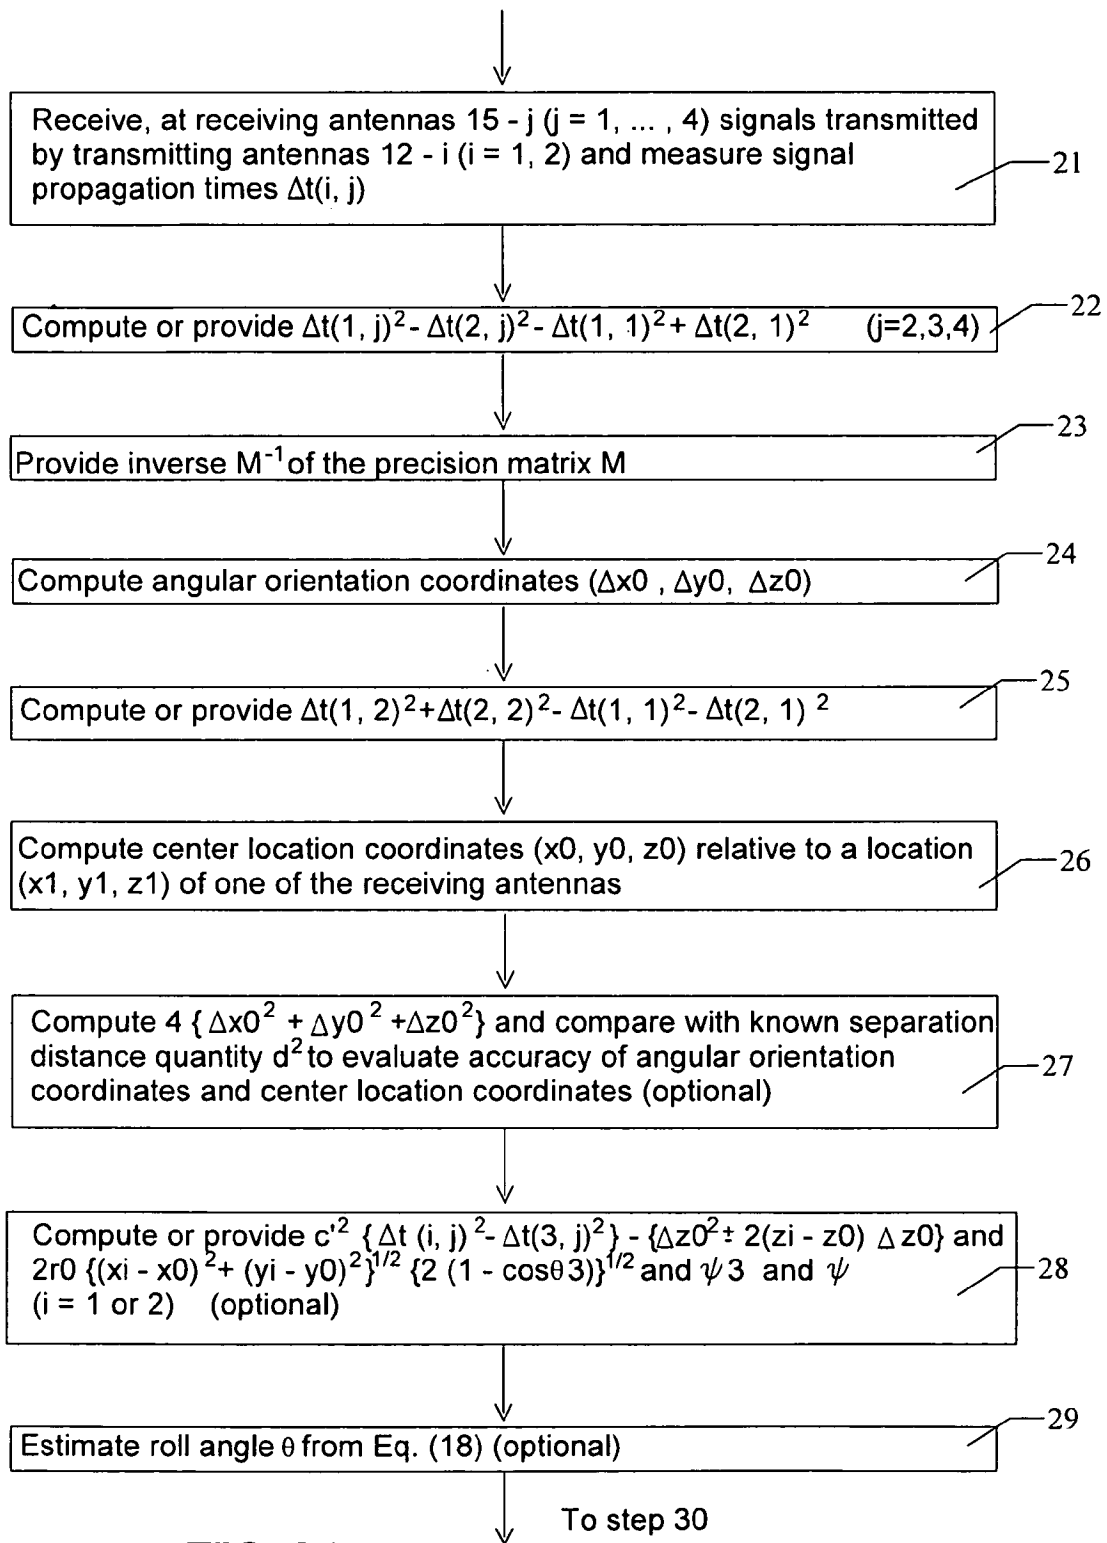 Receive, at receiving antennas 15 - j (j = 1, ... , 4) signals transmitted
by transmitting antennas 12 - i (i = 1, 2) and measure signal
propagation times Δt(i, j)
21
Compute or provide Δt(1, j)² - Δt(2, j)² - Δt(1, 1)² + Δt(2, 1)² (j=2,3,4)
22
Provide inverse M⁻¹ of the precision matrix M
23
Compute angular orientation coordinates (Δx0 , Δy0, Δz0)
24
Compute or provide Δt(1, 2)²+Δt(2, 2)² - Δt(1, 1)² - Δt(2, 1) ²
25
Compute center location coordinates (x0, y0, z0) relative to a location
(x1, y1, z1) of one of the receiving antennas
26
Compute 4 { Δx0² + Δy0 ² +Δz0²} and compare with known separation
distance quantity d² to evaluate accuracy of angular orientation
coordinates and center location coordinates (optional)
27
Compute or provide c'² {Δt (i, j) ² - Δt(3, j)²} - {Δz0² ± 2(zi - z0) Δ z0} and
2r0 {(xi - x0) ² + (yi - y0)²}^1/2 {2 (1 - cosθ3)}^1/2 and ψ3 and ψ
(i = 1 or 2) (optional)
28
Estimate roll angle θ from Eq. (18) (optional)
29
To step 30